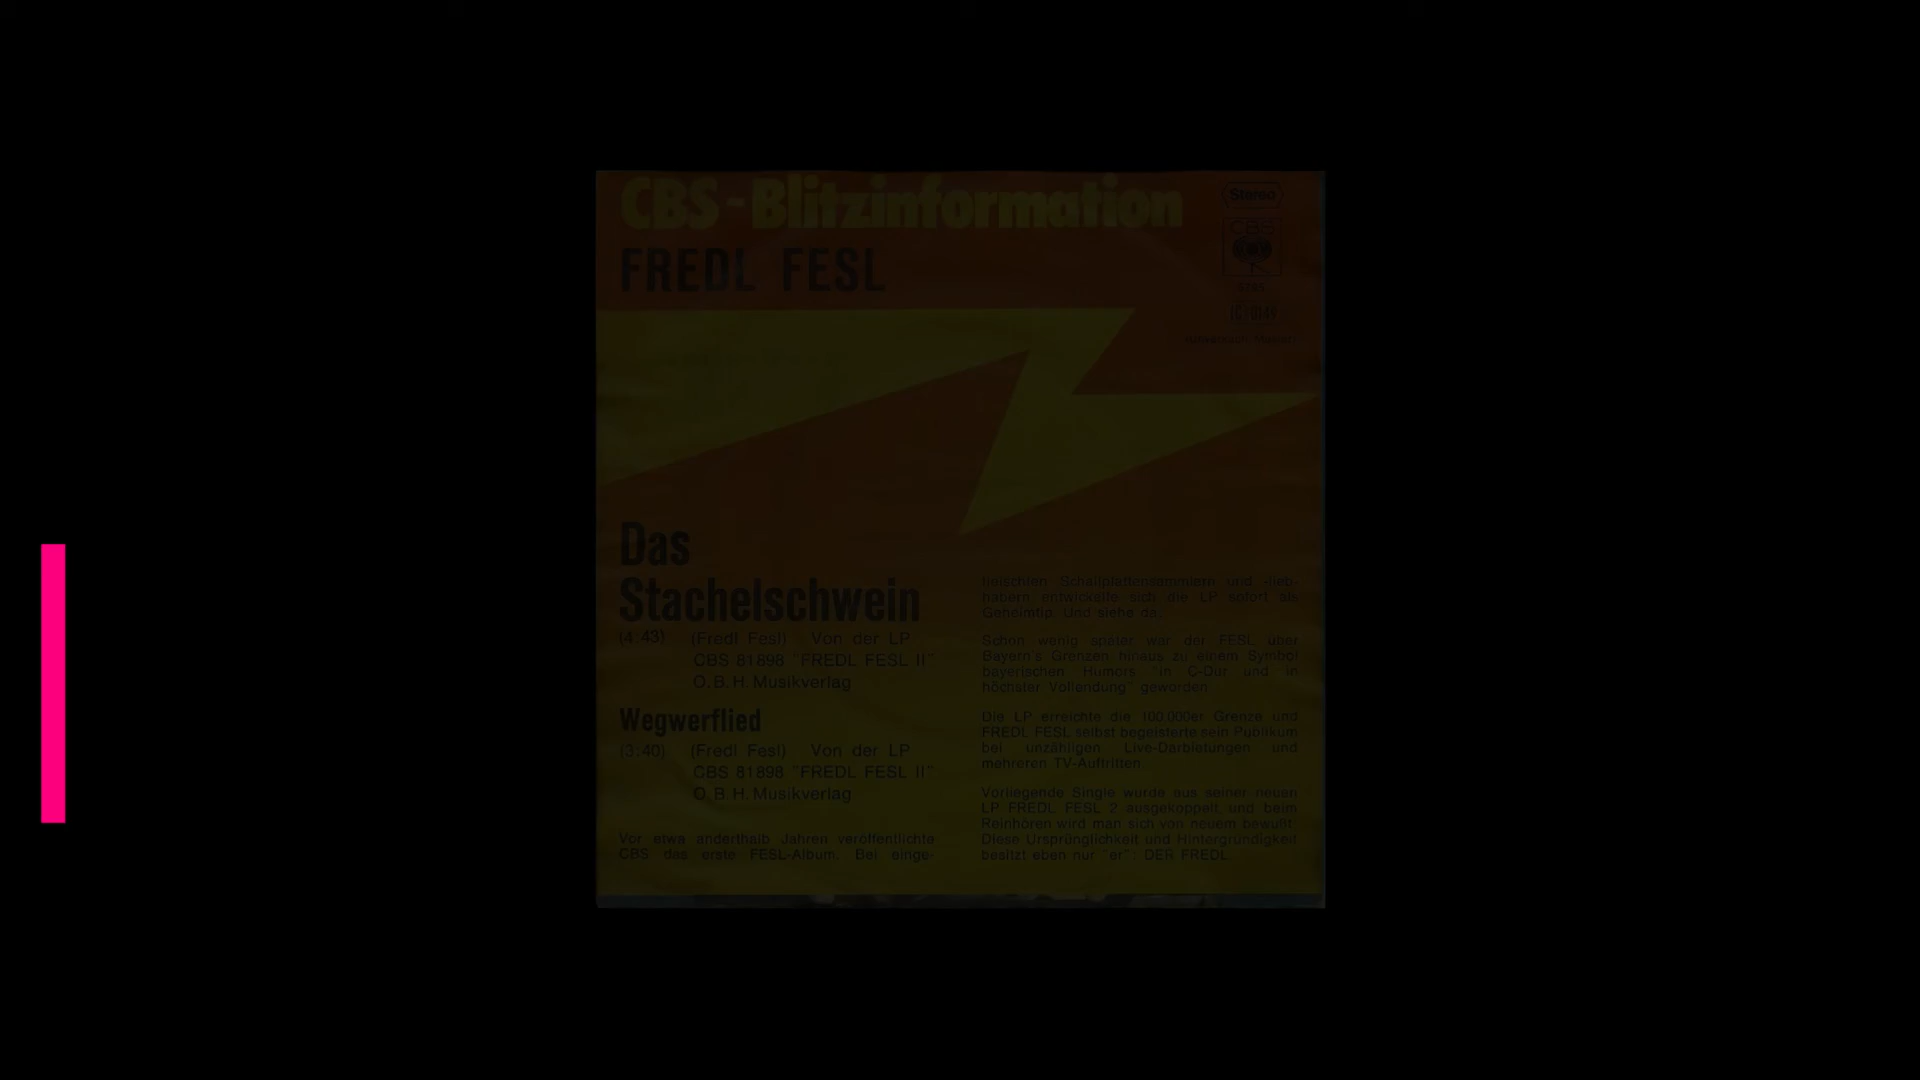 CBS-Blitzinformation
FREDL FESL
Stereo
CBS
Das
Stachelschwein
(4:43) (Fredl Fesl) Von der LP
CBS 81898 "FREDL FESL II"
O.B.H. Musikverlag
Wegwerflied
(3:40) (Fredl Fesl) Von der LP
CBS 81898 "FREDL FESL II"
O.B.H. Musikverlag
Vor etwa anderthalb Jahren veröffentlichte
CBS das erste FESL-Album. Bei einge-
fleischten Schallplattensammlern und -lieb-
habern entwickelte sich die LP sofort als
Geheimtip. Und siehe da:
Schon wenig später war der FESL über
Bayern's Grenzen hinaus zu einem Symbol
bayerischen Humors "in C-Dur und in
höchster Vollendung" geworden.
Die LP erreichte die 100.000er Grenze und
FREDL FESL selbst begeisterte sein Publikum
bei unzähligen Live-Darbietungen und
mehreren TV-Auftritten.
Vorliegende Single wurde aus seiner neuen
LP FREDL FESL 2 ausgekoppelt und beim
Reinhören wird man sich von neuem bewußt:
Diese Ursprünglichkeit und Hintergründigkeit
besitzt eben nur "er": DER FREDL.